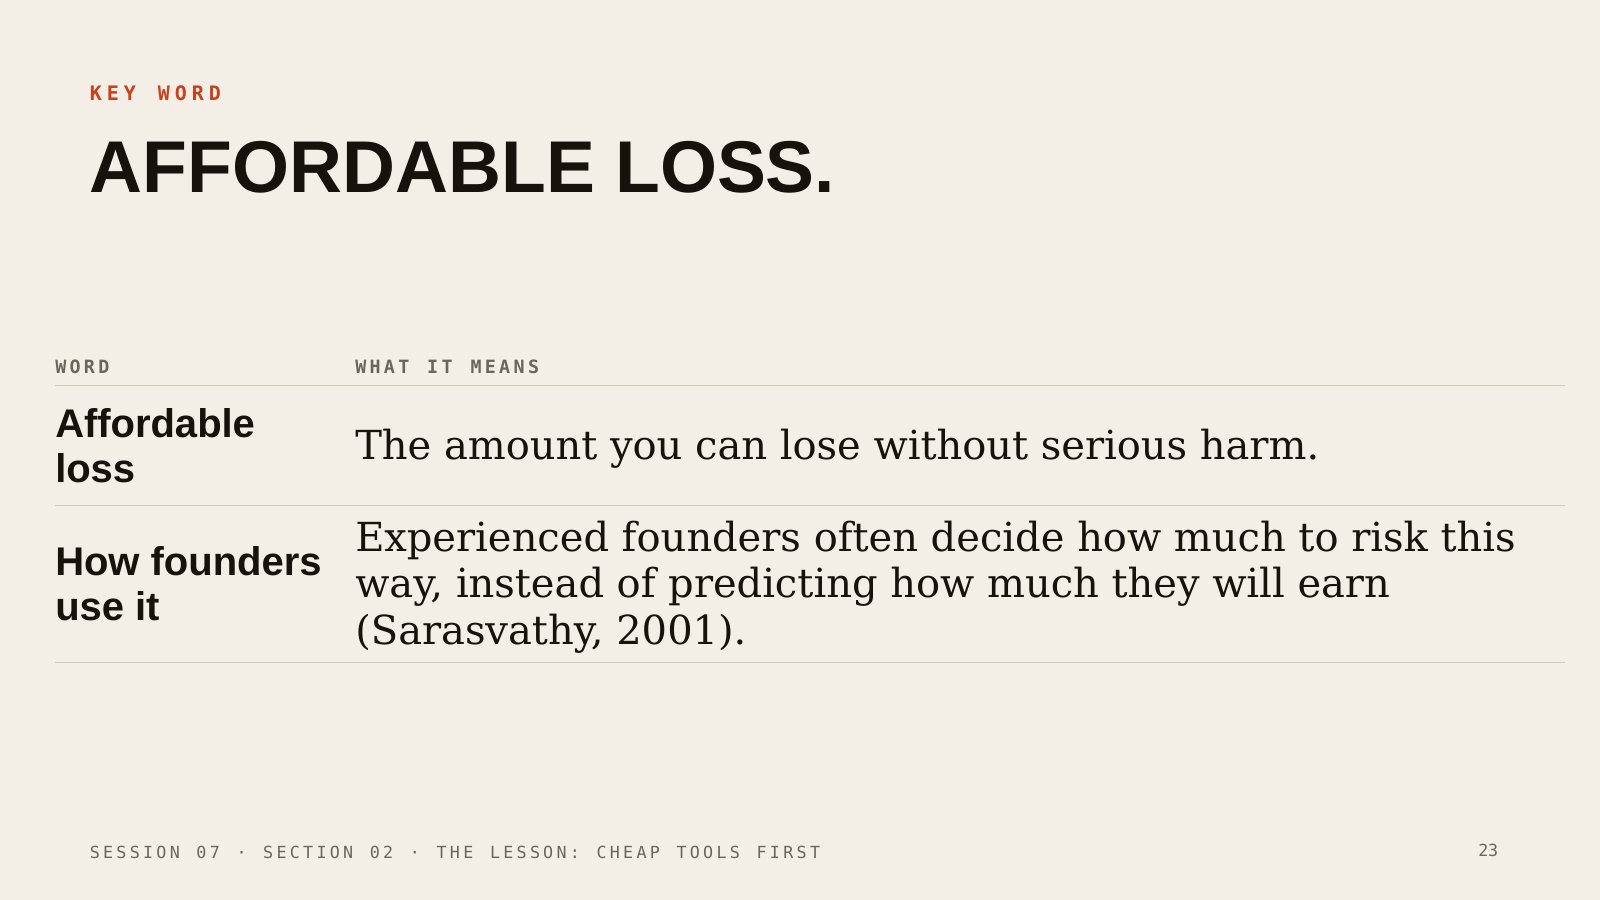 KEY WORD
AFFORDABLE LOSS.
WORD
WHAT IT MEANS
Affordable
loss
The amount you can lose without serious harm.
How founders
use it
Experienced founders often decide how much to risk this
way, instead of predicting how much they will earn
(Sarasvathy, 2001).
SESSION 07 · SECTION 02 · THE LESSON: CHEAP TOOLS FIRST
23